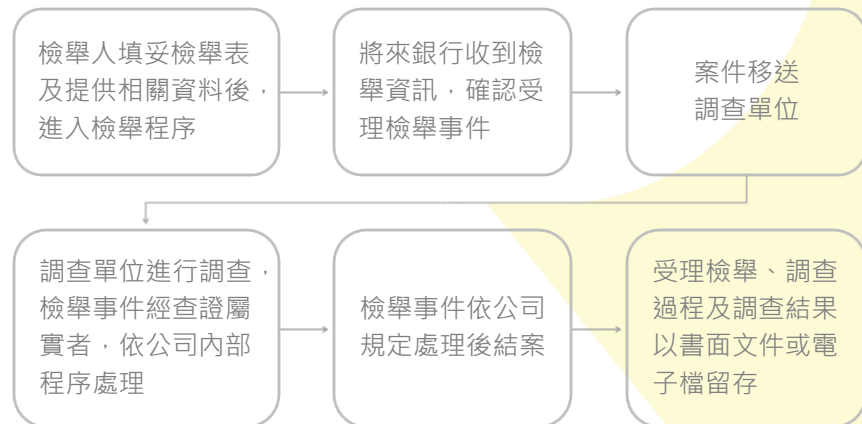 檢舉人填妥檢舉表
及提供相關資料後，
進入檢舉程序
將來銀行收到檢
舉資訊，確認受
理檢舉事件
案件移送
調查單位
調查單位進行調查，
檢舉事件經查證屬
實者，依公司內部
程序處理
檢舉事件依公司
規定處理後結案
受理檢舉、調查
過程及調查結果
以書面文件或電
子檔留存